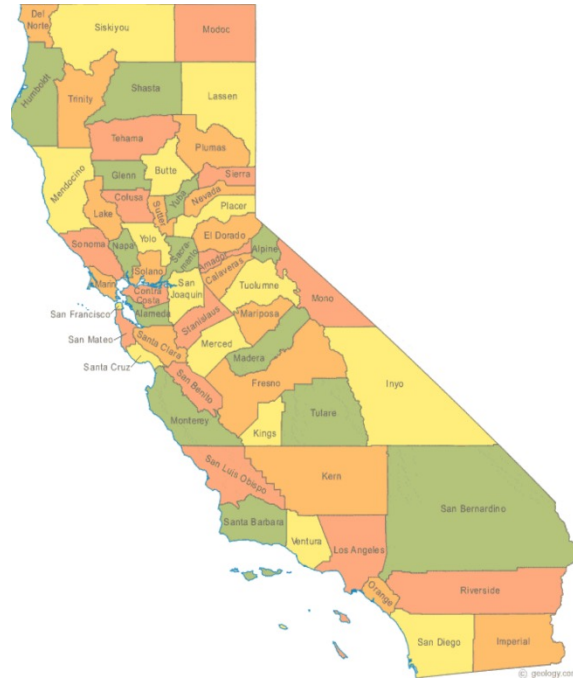 Del
Norte
Siskiyou
Modoc
Humboldt
Trinity
Shasta
Lassen
Tehama
Plumas
Mendocino
Glenn
Butte
Sierra
Colusa
Yuba
Nevada
Lake
Sutter
Placer
Yolo
El Dorado
Sonoma
Napa
Sacra-
mento
Alpine
Amador
Solano
Calaveras
Marin
San
Joaquin
Tuolumne
Mono
Contra
Costa
San Francisco
Alameda
Stanislaus
Mariposa
San Mateo
Santa Clara
Merced
Madera
Santa Cruz
San Benito
Fresno
Inyo
Monterey
Kings
Tulare
San Luis Obispo
Kern
San Bernardino
Santa Barbara
Ventura
Los Angeles
Orange
Riverside
San Diego
Imperial
© geology.com